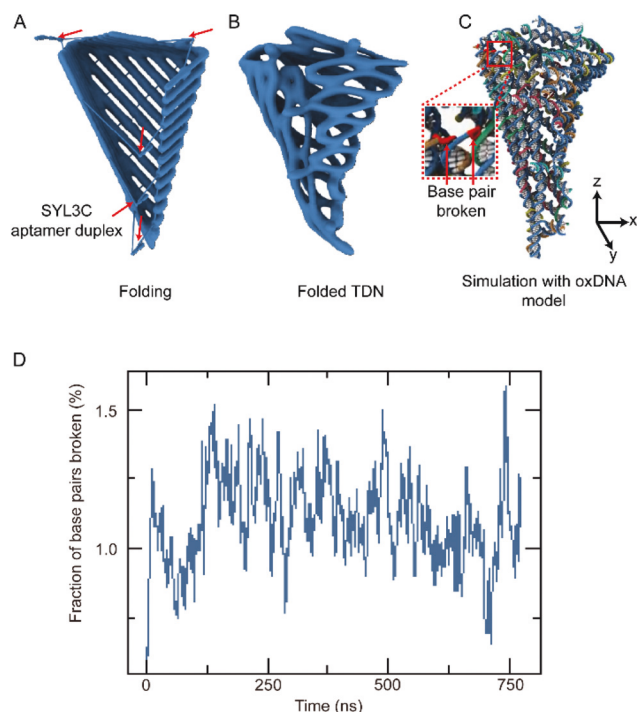 A
B
C
SYL3C
aptamer duplex
Base pair
broken
z
x
y
Folding
Folded TDN
Simulation with oxDNA
model
D
Fraction of base pairs broken (%)
1.5
1.0
0
250
500
750
Time (ns)